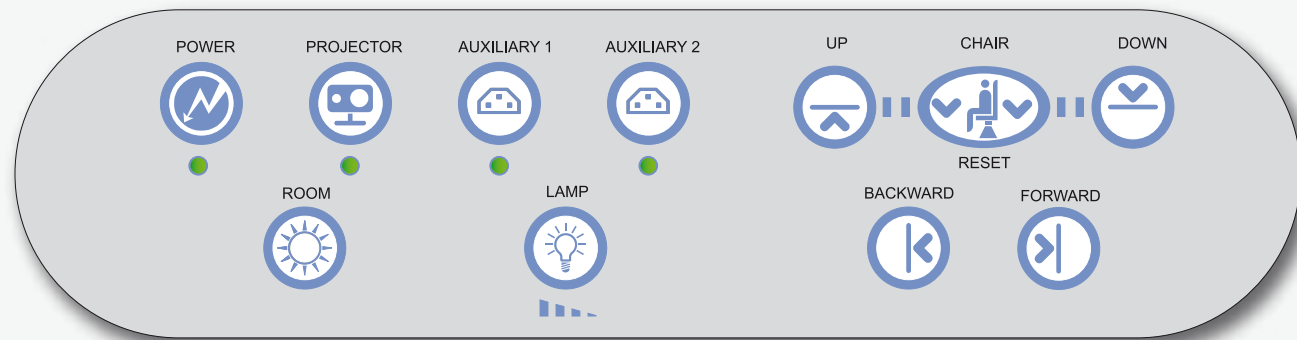 POWER
PROJECTOR
AUXILIARY 1
AUXILIARY 2
UP
CHAIR
DOWN
RESET
ROOM
LAMP
BACKWARD
FORWARD